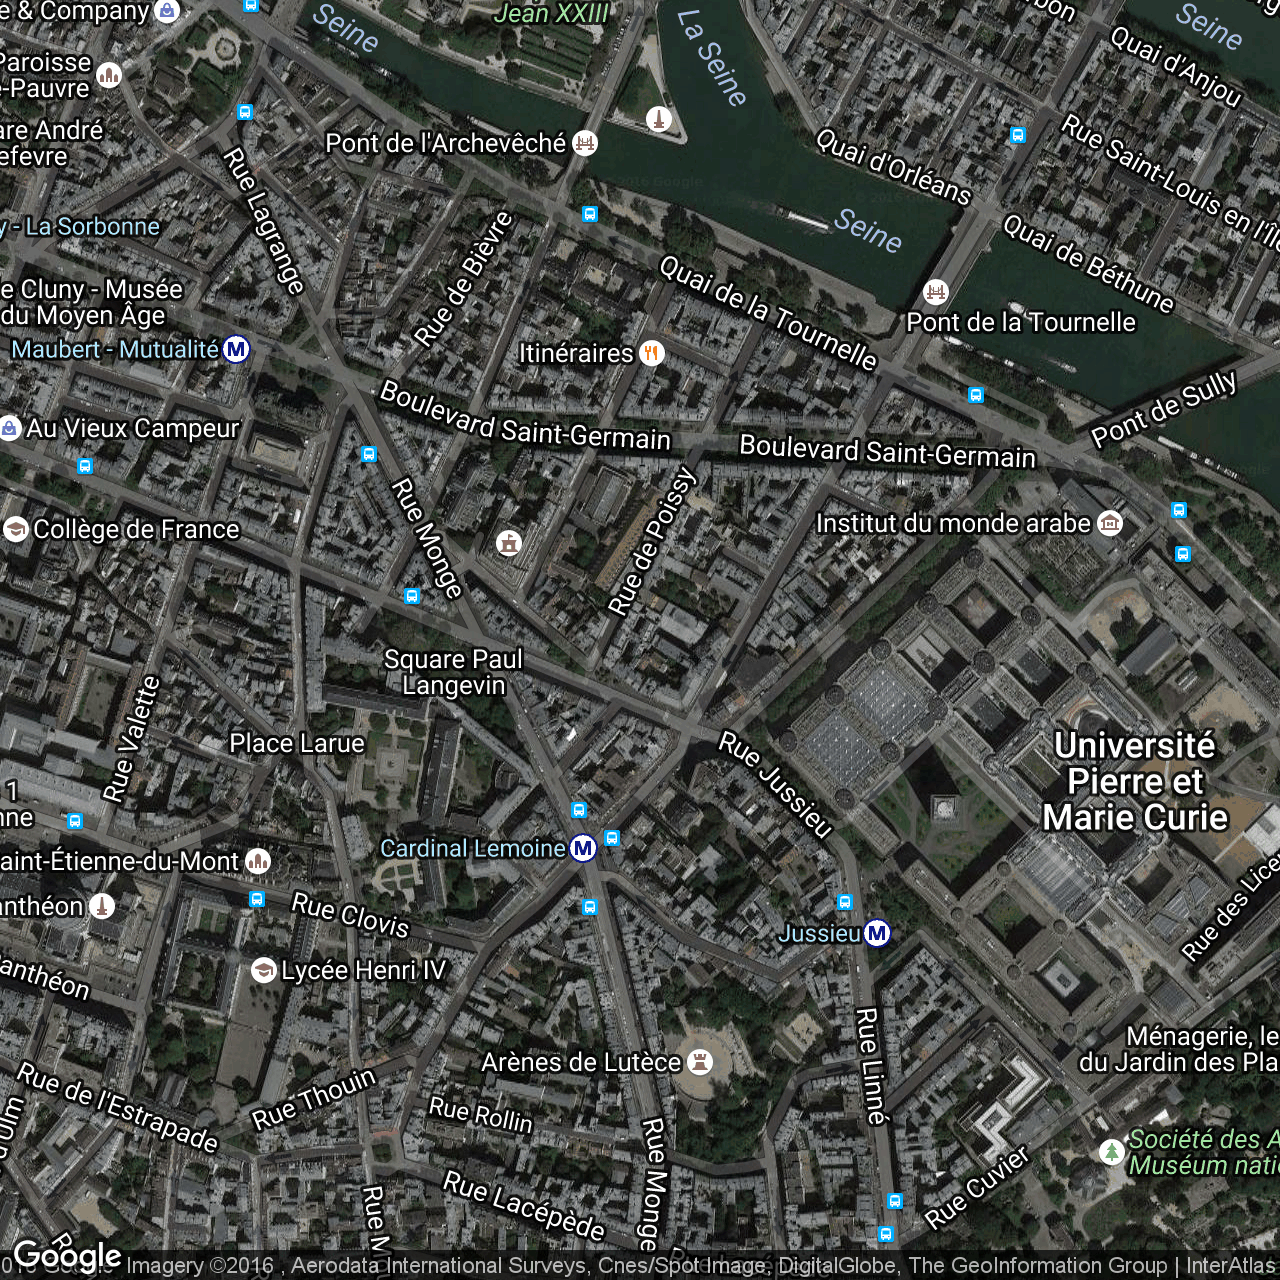 & Company
Jean XXIII
Seine
La Seine
Seine
Quai d'Anjou
Paroisse
-Pauvre
Pont de l'Archevêché
Quai d'Orléans
Rue Saint-Louis en l'Île
are André
efevre
Rue Lagrange
y - La Sorbonne
Rue de Bièvre
Seine
Quai de Béthune
Quai de la Tournelle
e Cluny - Musée
du Moyen Âge
Maubert - Mutualité
Itinéraires
Pont de la Tournelle
Pont de Sully
Au Vieux Campeur
Boulevard Saint-Germain
Boulevard Saint-Germain
Rue Monge
Rue de Poissy
Collège de France
Institut du monde arabe
Square Paul
Langevin
Rue Valette
Place Larue
Rue Jussieu
Université
Pierre et
Marie Curie
1
nne
Cardinal Lemoine
aint-Étienne-du-Mont
anthéon
Rue Clovis
Jussieu
Rue des Lice
Panthéon
Lycée Henri IV
Rue Linné
Ménagerie, le
du Jardin des Pla
Arènes de Lutèce
Rue de l'Estrapade
Rue Thouin
Rue Rollin
Rue Monge
Société des A
Muséum nati
Rue Lacépède
Rue Cuvier
Google
Imagery ©2016 , Aerodata International Surveys, Cnes/Spot Image, DigitalGlobe, The GeoInformation Group | InterAtlas